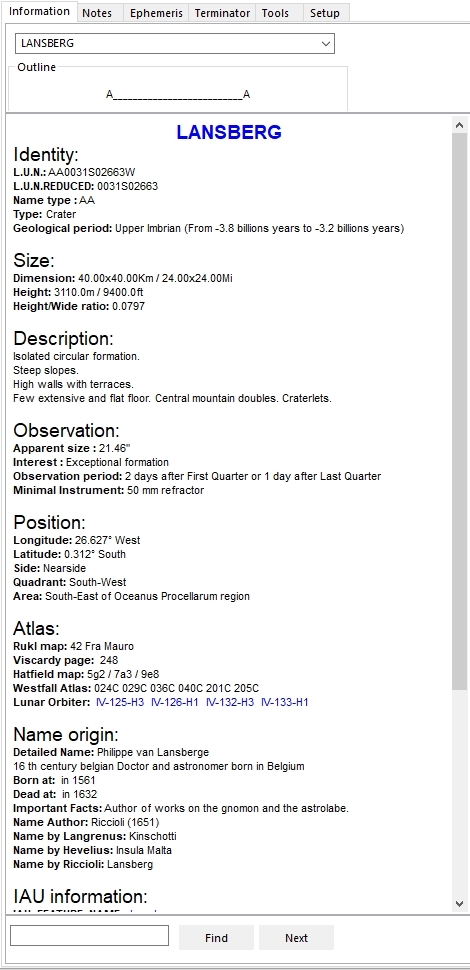 Information Notes Ephemeris Terminator Tools Setup
LANSBERG
Outline
A__________________________A
LANSBERG
Identity:
L.U.N.: AA0031S02663W
L.U.N.REDUCED: 0031S02663
Name type : AA
Type: Crater
Geological period: Upper Imbrian (From -3.8 billions years to -3.2 billions years)
Size:
Dimension: 40.00x40.00Km / 24.00x24.00Mi
Height: 3110.0m / 9400.0ft
Height/Wide ratio: 0.0797
Description:
Isolated circular formation.
Steep slopes.
High walls with terraces.
Few extensive and flat floor. Central mountain doubles. Craterlets.
Observation:
Apparent size : 21.46"
Interest : Exceptional formation
Observation period: 2 days after First Quarter or 1 day after Last Quarter
Minimal Instrument: 50 mm refractor
Position:
Longitude: 26.627° West
Latitude: 0.312° South
Side: Nearside
Quadrant: South-West
Area: South-East of Oceanus Procellarum region
Atlas:
Rukl map: 42 Fra Mauro
Viscardy page: 248
Hatfield map: 5g2 / 7a3 / 9e8
Westfall Atlas: 024C 029C 036C 040C 201C 205C
Lunar Orbiter: IV-125-H3 IV-126-H1 IV-132-H3 IV-133-H1
Name origin:
Detailed Name: Philippe van Lansberge
16 th century belgian Doctor and astronomer born in Belgium
Born at: in 1561
Dead at: in 1632
Important Facts: Author of works on the gnomon and the astrolabe.
Name Author: Riccioli (1651)
Name by Langrenus: Kinschotti
Name by Hevelius: Insula Malta
Name by Riccioli: Lansberg
IAU information:
Find Next